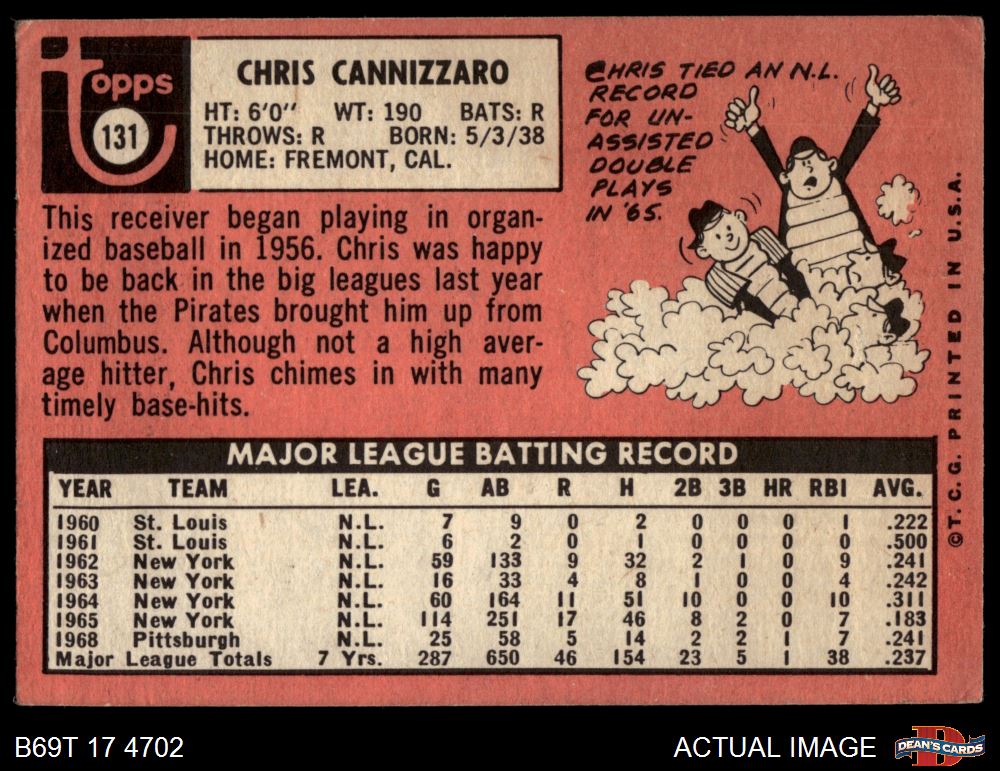 Topps
131
CHRIS CANNIZZARO
HT: 6'0" WT: 190 BATS: R
THROWS: R BORN: 5/3/38
HOME: FREMONT, CAL.
CHRIS TIED AN N.L.
RECORD
FOR UN-
ASSISTED
DOUBLE
PLAYS
IN '65.
This receiver began playing in organ-
ized baseball in 1956. Chris was happy
to be back in the big leagues last year
when the Pirates brought him up from
Columbus. Although not a high aver-
age hitter, Chris chimes in with many
timely base-hits.
MAJOR LEAGUE BATTING RECORD
YEAR TEAM LEA. G AB R H 2B 3B HR RBI AVG.
1960 St. Louis N.L. 7 9 0 2 0 0 0 1 .222
1961 St. Louis N.L. 6 2 0 1 0 0 0 0 .500
1962 New York N.L. 59 133 9 32 2 1 0 9 .241
1963 New York N.L. 16 33 4 8 1 0 0 4 .242
1964 New York N.L. 60 164 11 51 10 0 0 10 .311
1965 New York N.L. 114 251 17 46 8 2 0 7 .183
1968 Pittsburgh N.L. 25 58 5 14 2 2 1 7 .241
Major League Totals 7 Yrs. 287 650 46 154 23 5 1 38 .237
©T. C. G. PRINTED IN U.S.A.
B69T 17 4702
ACTUAL IMAGE
D
DEAN'S CARDS